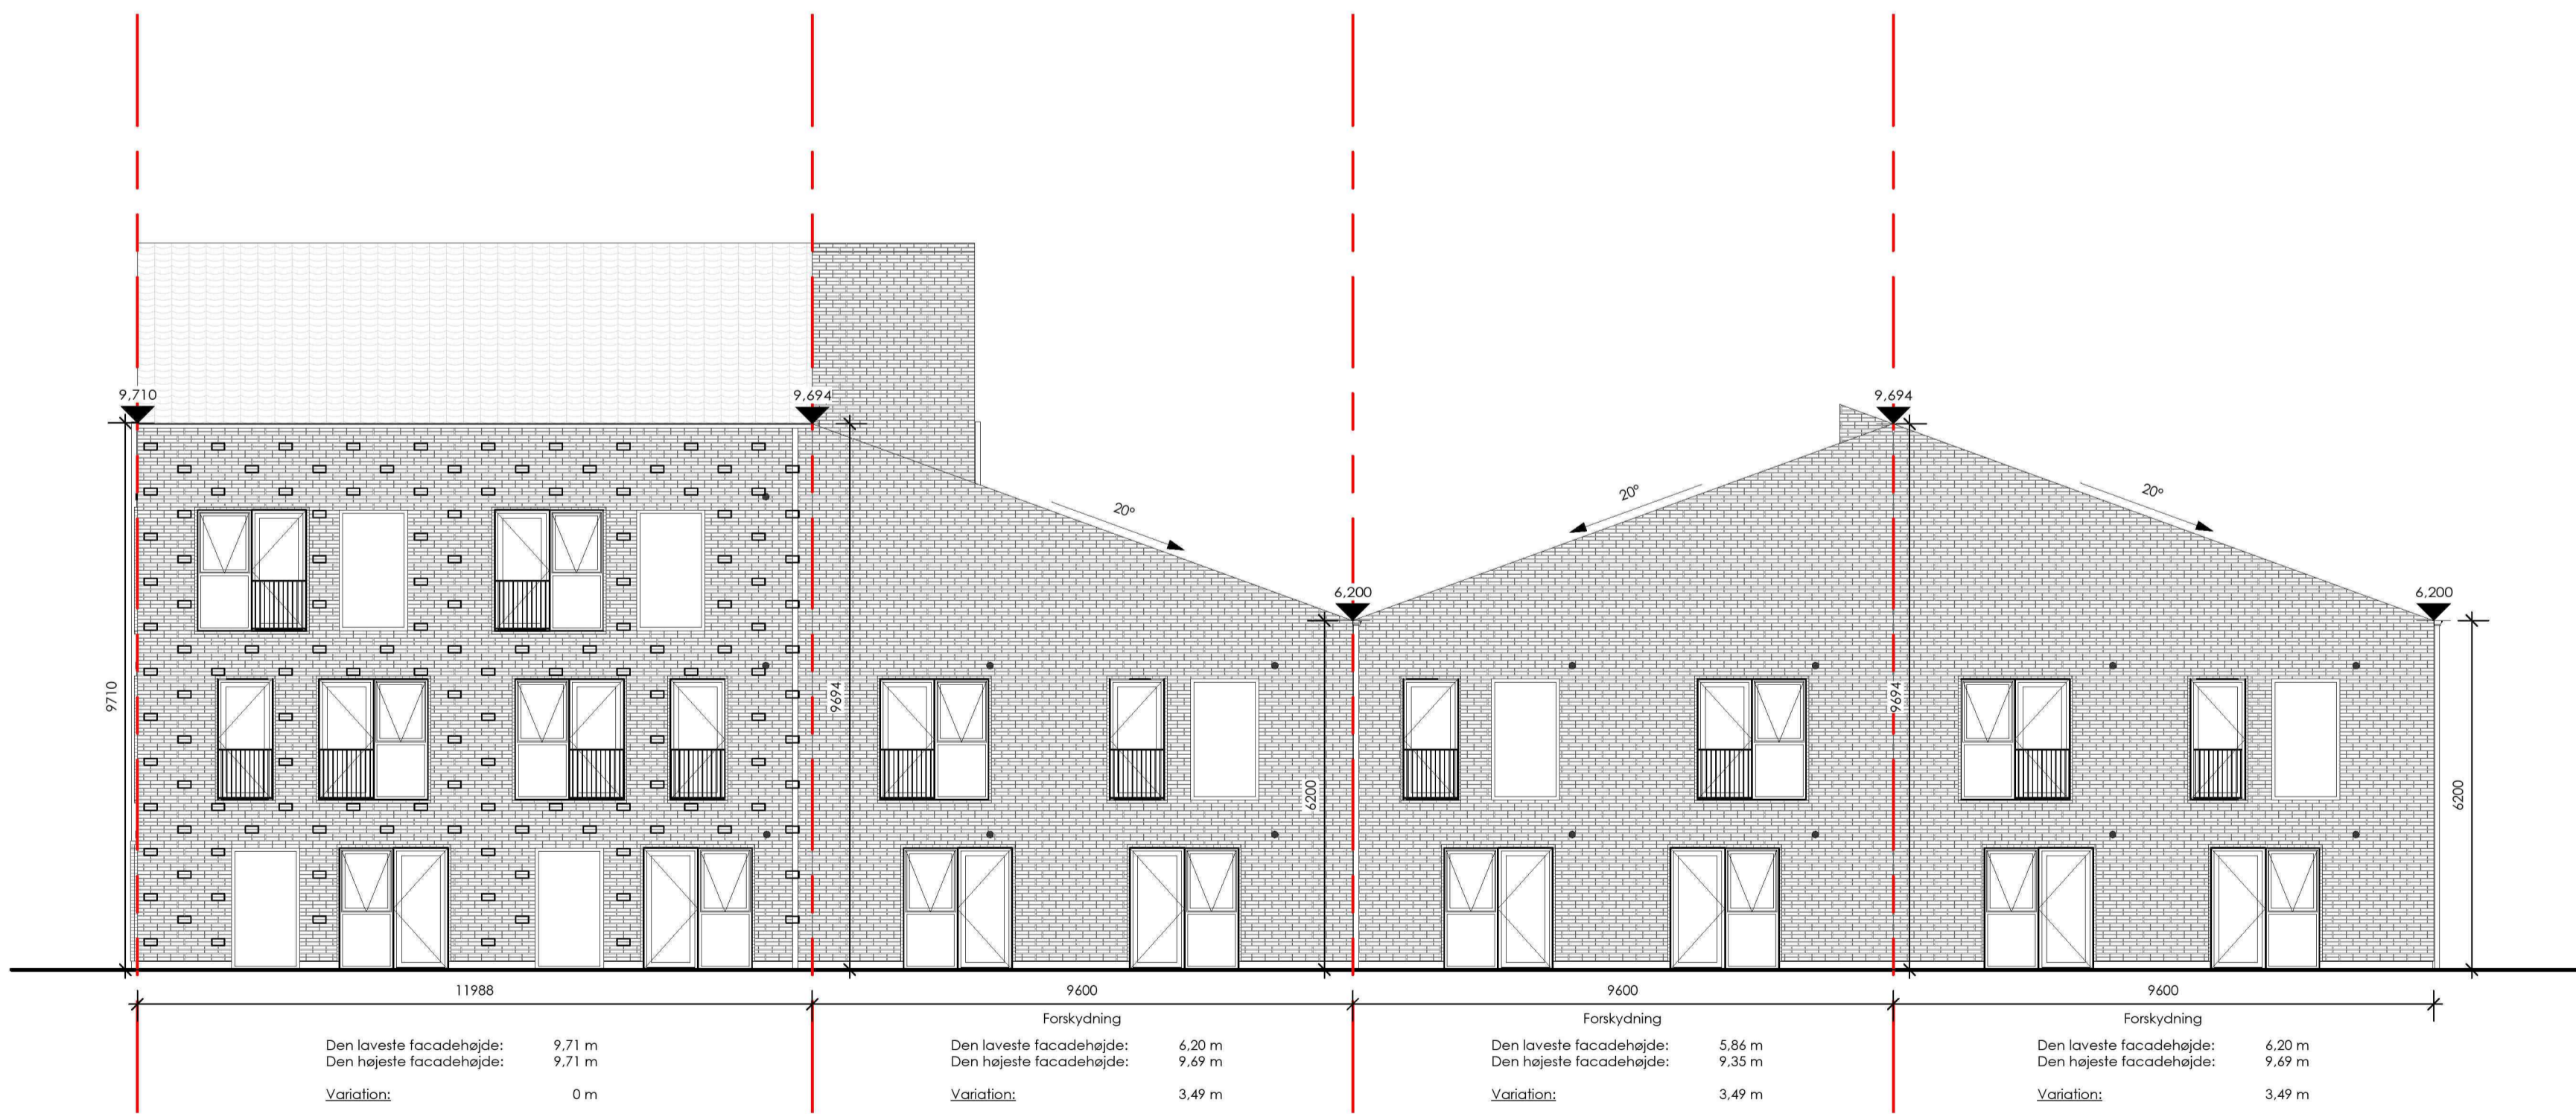 9,710
9,694
9,694
20°
20°
20°
6,200
6,200
9710
9694
6200
9694
6200
11988
9600
9600
9600
Forskydning
Forskydning
Forskydning
Den laveste facadehøjde: 9,71 m
Den højeste facadehøjde: 9,71 m
Variation: 0 m
Den laveste facadehøjde: 6,20 m
Den højeste facadehøjde: 9,69 m
Variation: 3,49 m
Den laveste facadehøjde: 5,86 m
Den højeste facadehøjde: 9,35 m
Variation: 3,49 m
Den laveste facadehøjde: 6,20 m
Den højeste facadehøjde: 9,69 m
Variation: 3,49 m